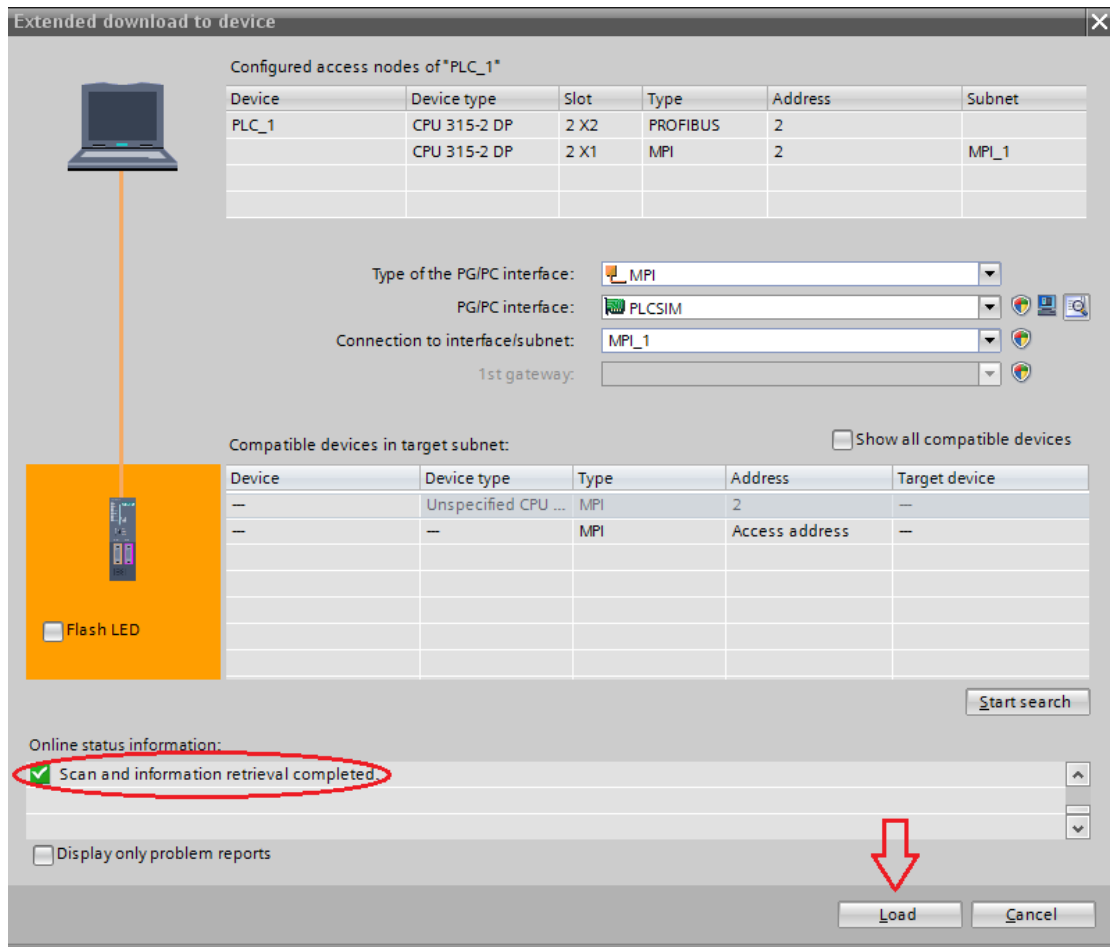 Extended download to device
Configured access nodes of "PLC_1"
Device Device type Slot Type Address Subnet
PLC_1 CPU 315-2 DP 2 X2 PROFIBUS 2
CPU 315-2 DP 2 X1 MPI 2 MPI_1
Type of the PG/PC interface: MPI
PG/PC interface: PLCSIM
Connection to interface/subnet: MPI_1
1st gateway:
Compatible devices in target subnet: Show all compatible devices
Device Device type Type Address Target device
— Unspecified CPU ... MPI 2 —
— — MPI Access address —
Flash LED
Start search
Online status information:
Scan and information retrieval completed.
Display only problem reports
Load Cancel